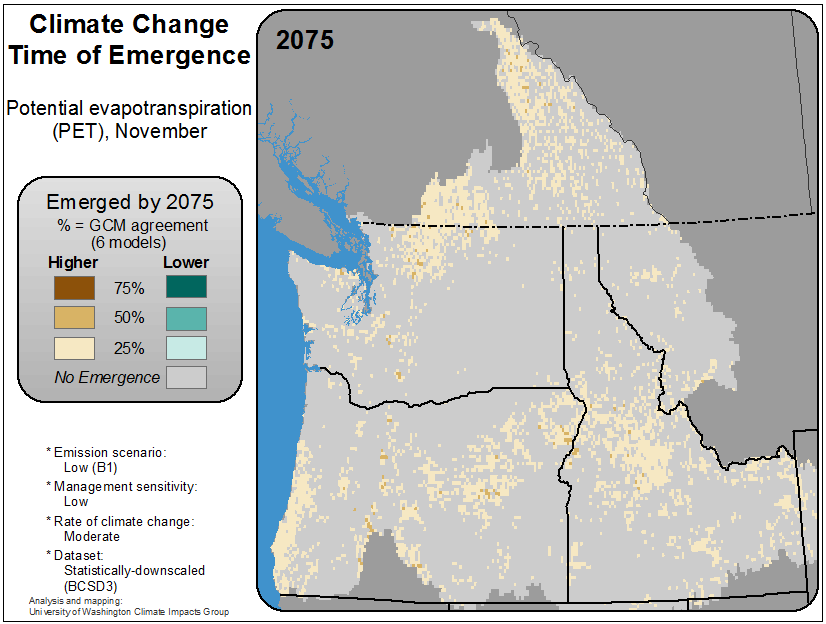 Climate Change
Time of Emergence
Potential evapotranspiration
(PET), November
Emerged by 2075
% = GCM agreement
(6 models)
Higher Lower
75%
50%
25%
No Emergence
* Emission scenario:
Low (B1)
* Management sensitivity:
Low
* Rate of climate change:
Moderate
* Dataset:
Statistically-downscaled
(BCSD3)
Analysis and mapping:
University of Washington Climate Impacts Group
2075